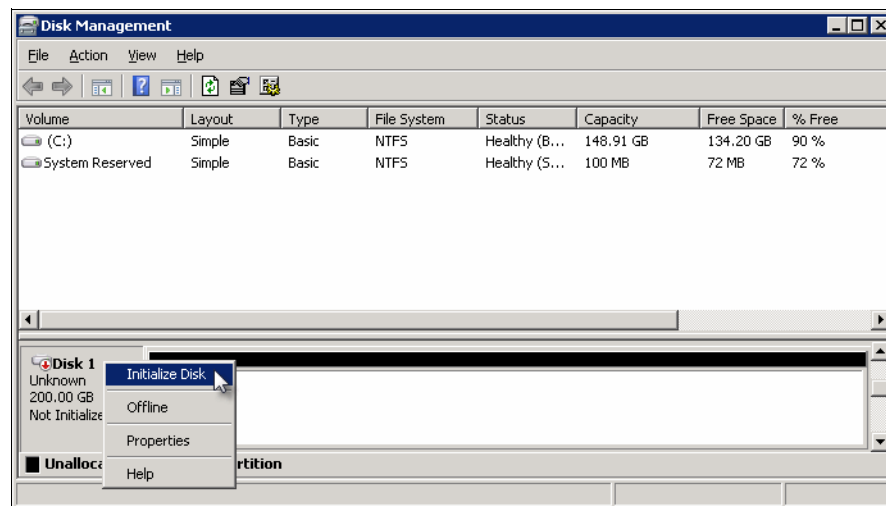 Disk Management
File Action View Help
Volume Layout Type File System Status Capacity Free Space % Free
(C:) Simple Basic NTFS Healthy (B... 148.91 GB 134.20 GB 90 %
System Reserved Simple Basic NTFS Healthy (S... 100 MB 72 MB 72 %
Disk 1
Unknown
200.00 GB
Not Initialize
Initialize Disk
Offline
Properties
Help
Unalloca rtition